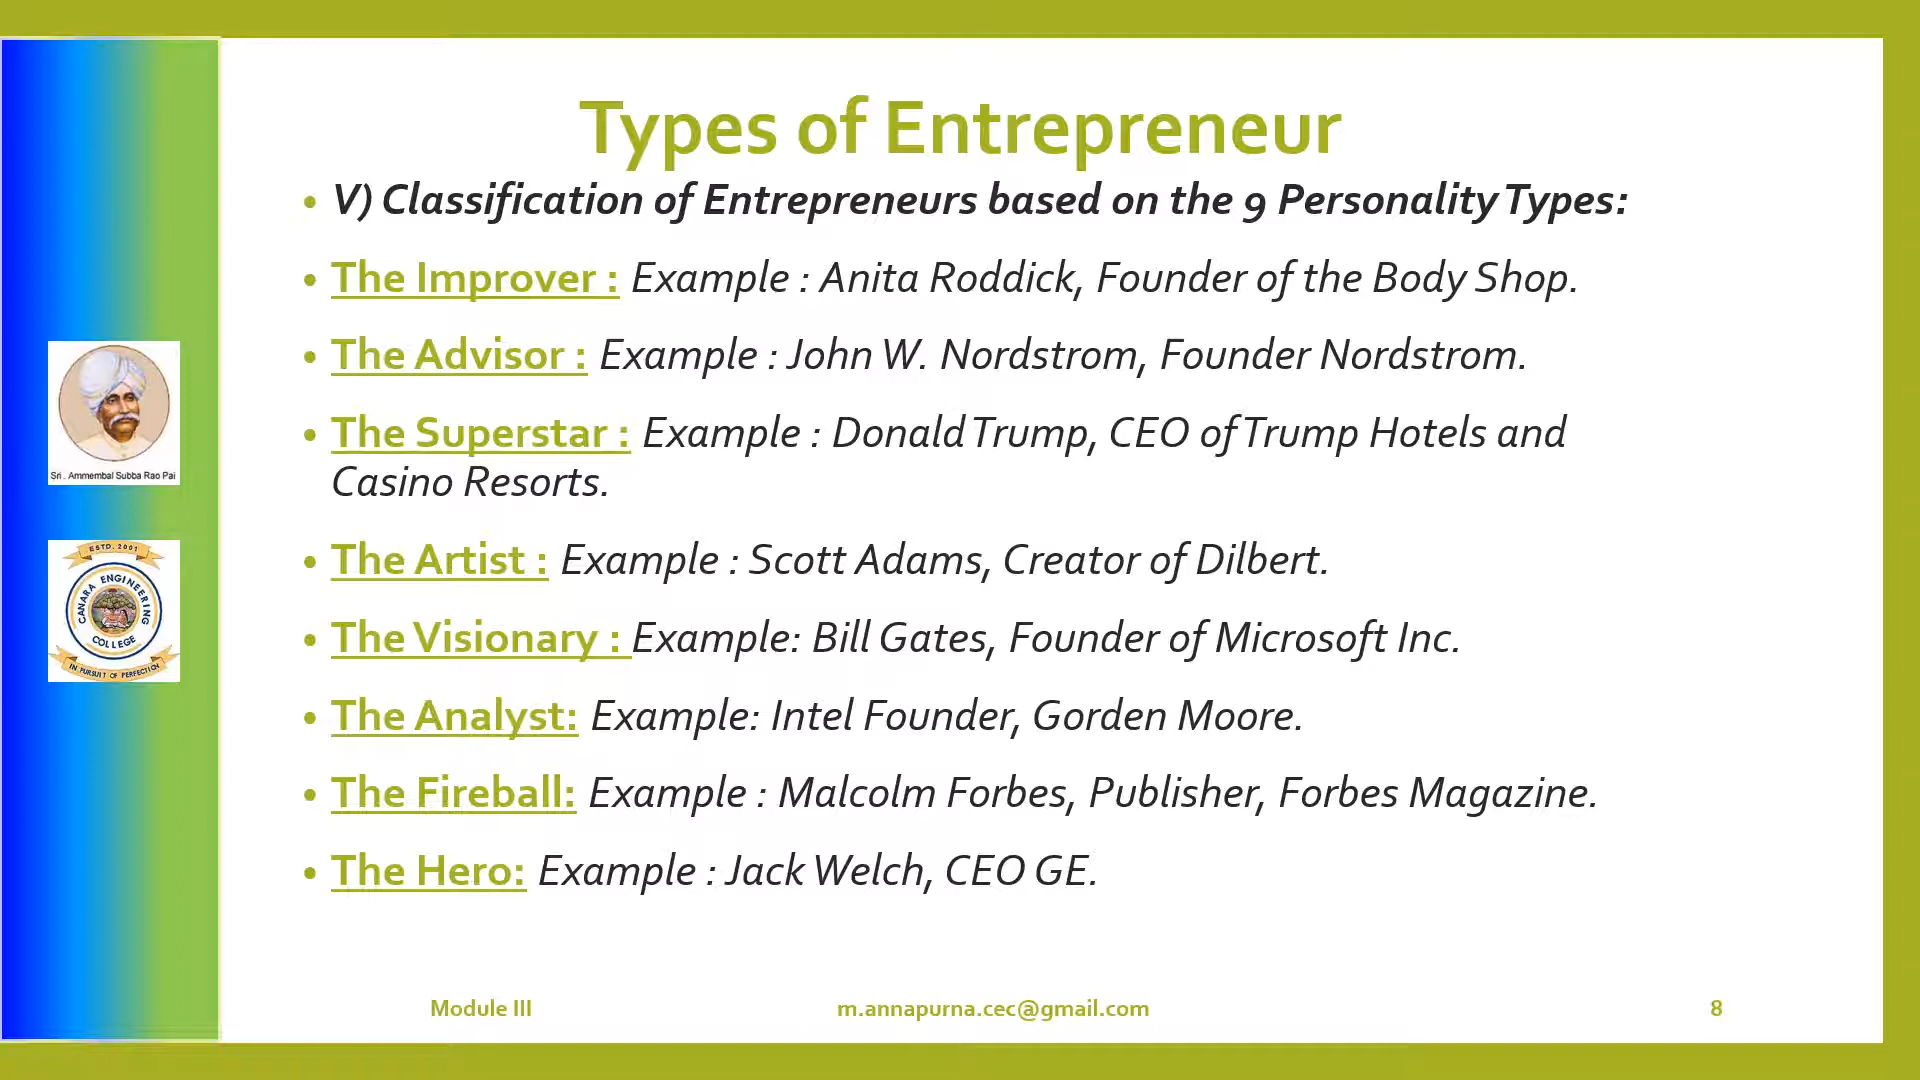 Types of Entrepreneur
• V) Classification of Entrepreneurs based on the 9 Personality Types:
• The Improver : Example : Anita Roddick, Founder of the Body Shop.
• The Advisor : Example : John W. Nordstrom, Founder Nordstrom.
• The Superstar : Example : Donald Trump, CEO of Trump Hotels and
Casino Resorts.
• The Artist : Example : Scott Adams, Creator of Dilbert.
• The Visionary : Example: Bill Gates, Founder of Microsoft Inc.
• The Analyst: Example: Intel Founder, Gorden Moore.
• The Fireball: Example : Malcolm Forbes, Publisher, Forbes Magazine.
• The Hero: Example : Jack Welch, CEO GE.
Sri . Ammembal Subba Rao Pai
ESTD. 2001
CANARA ENGINEERING
COLLEGE
IN PURSUIT OF PERFECTION
Module III
m.annapurna.cec@gmail.com
8